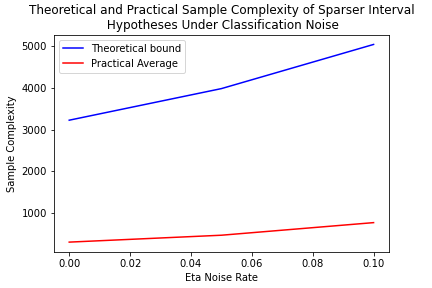 Theoretical and Practical Sample Complexity of Sparser Interval
Hypotheses Under Classification Noise
Theoretical bound
Practical Average
5000
4000
3000
2000
1000
Sample Complexity
0.00 0.02 0.04 0.06 0.08 0.10
Eta Noise Rate